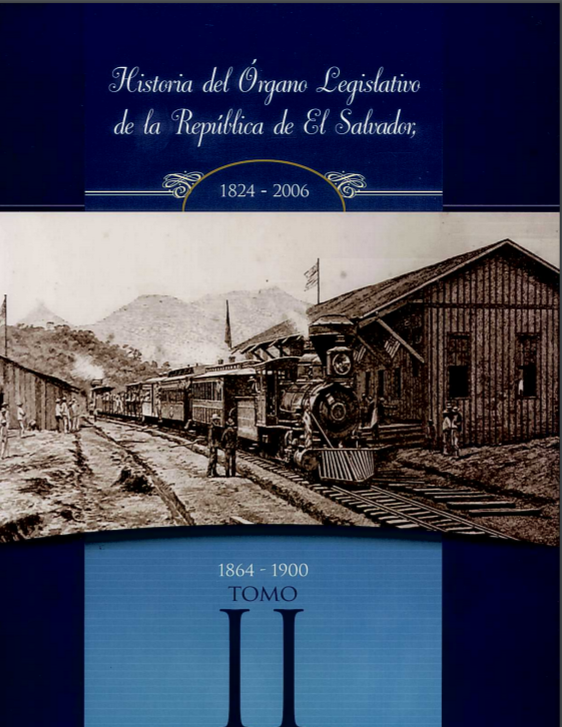 Historia del Órgano Legislativo
de la República de El Salvador,
1824 - 2006
1864 - 1900
TOMO
II